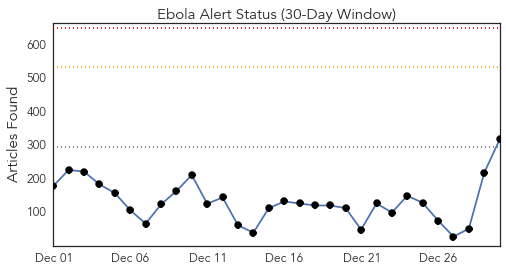 Ebola Alert Status (30-Day Window)
Articles Found
600
500
400
300
200
100
Dec 01 Dec 06 Dec 11 Dec 16 Dec 21 Dec 26